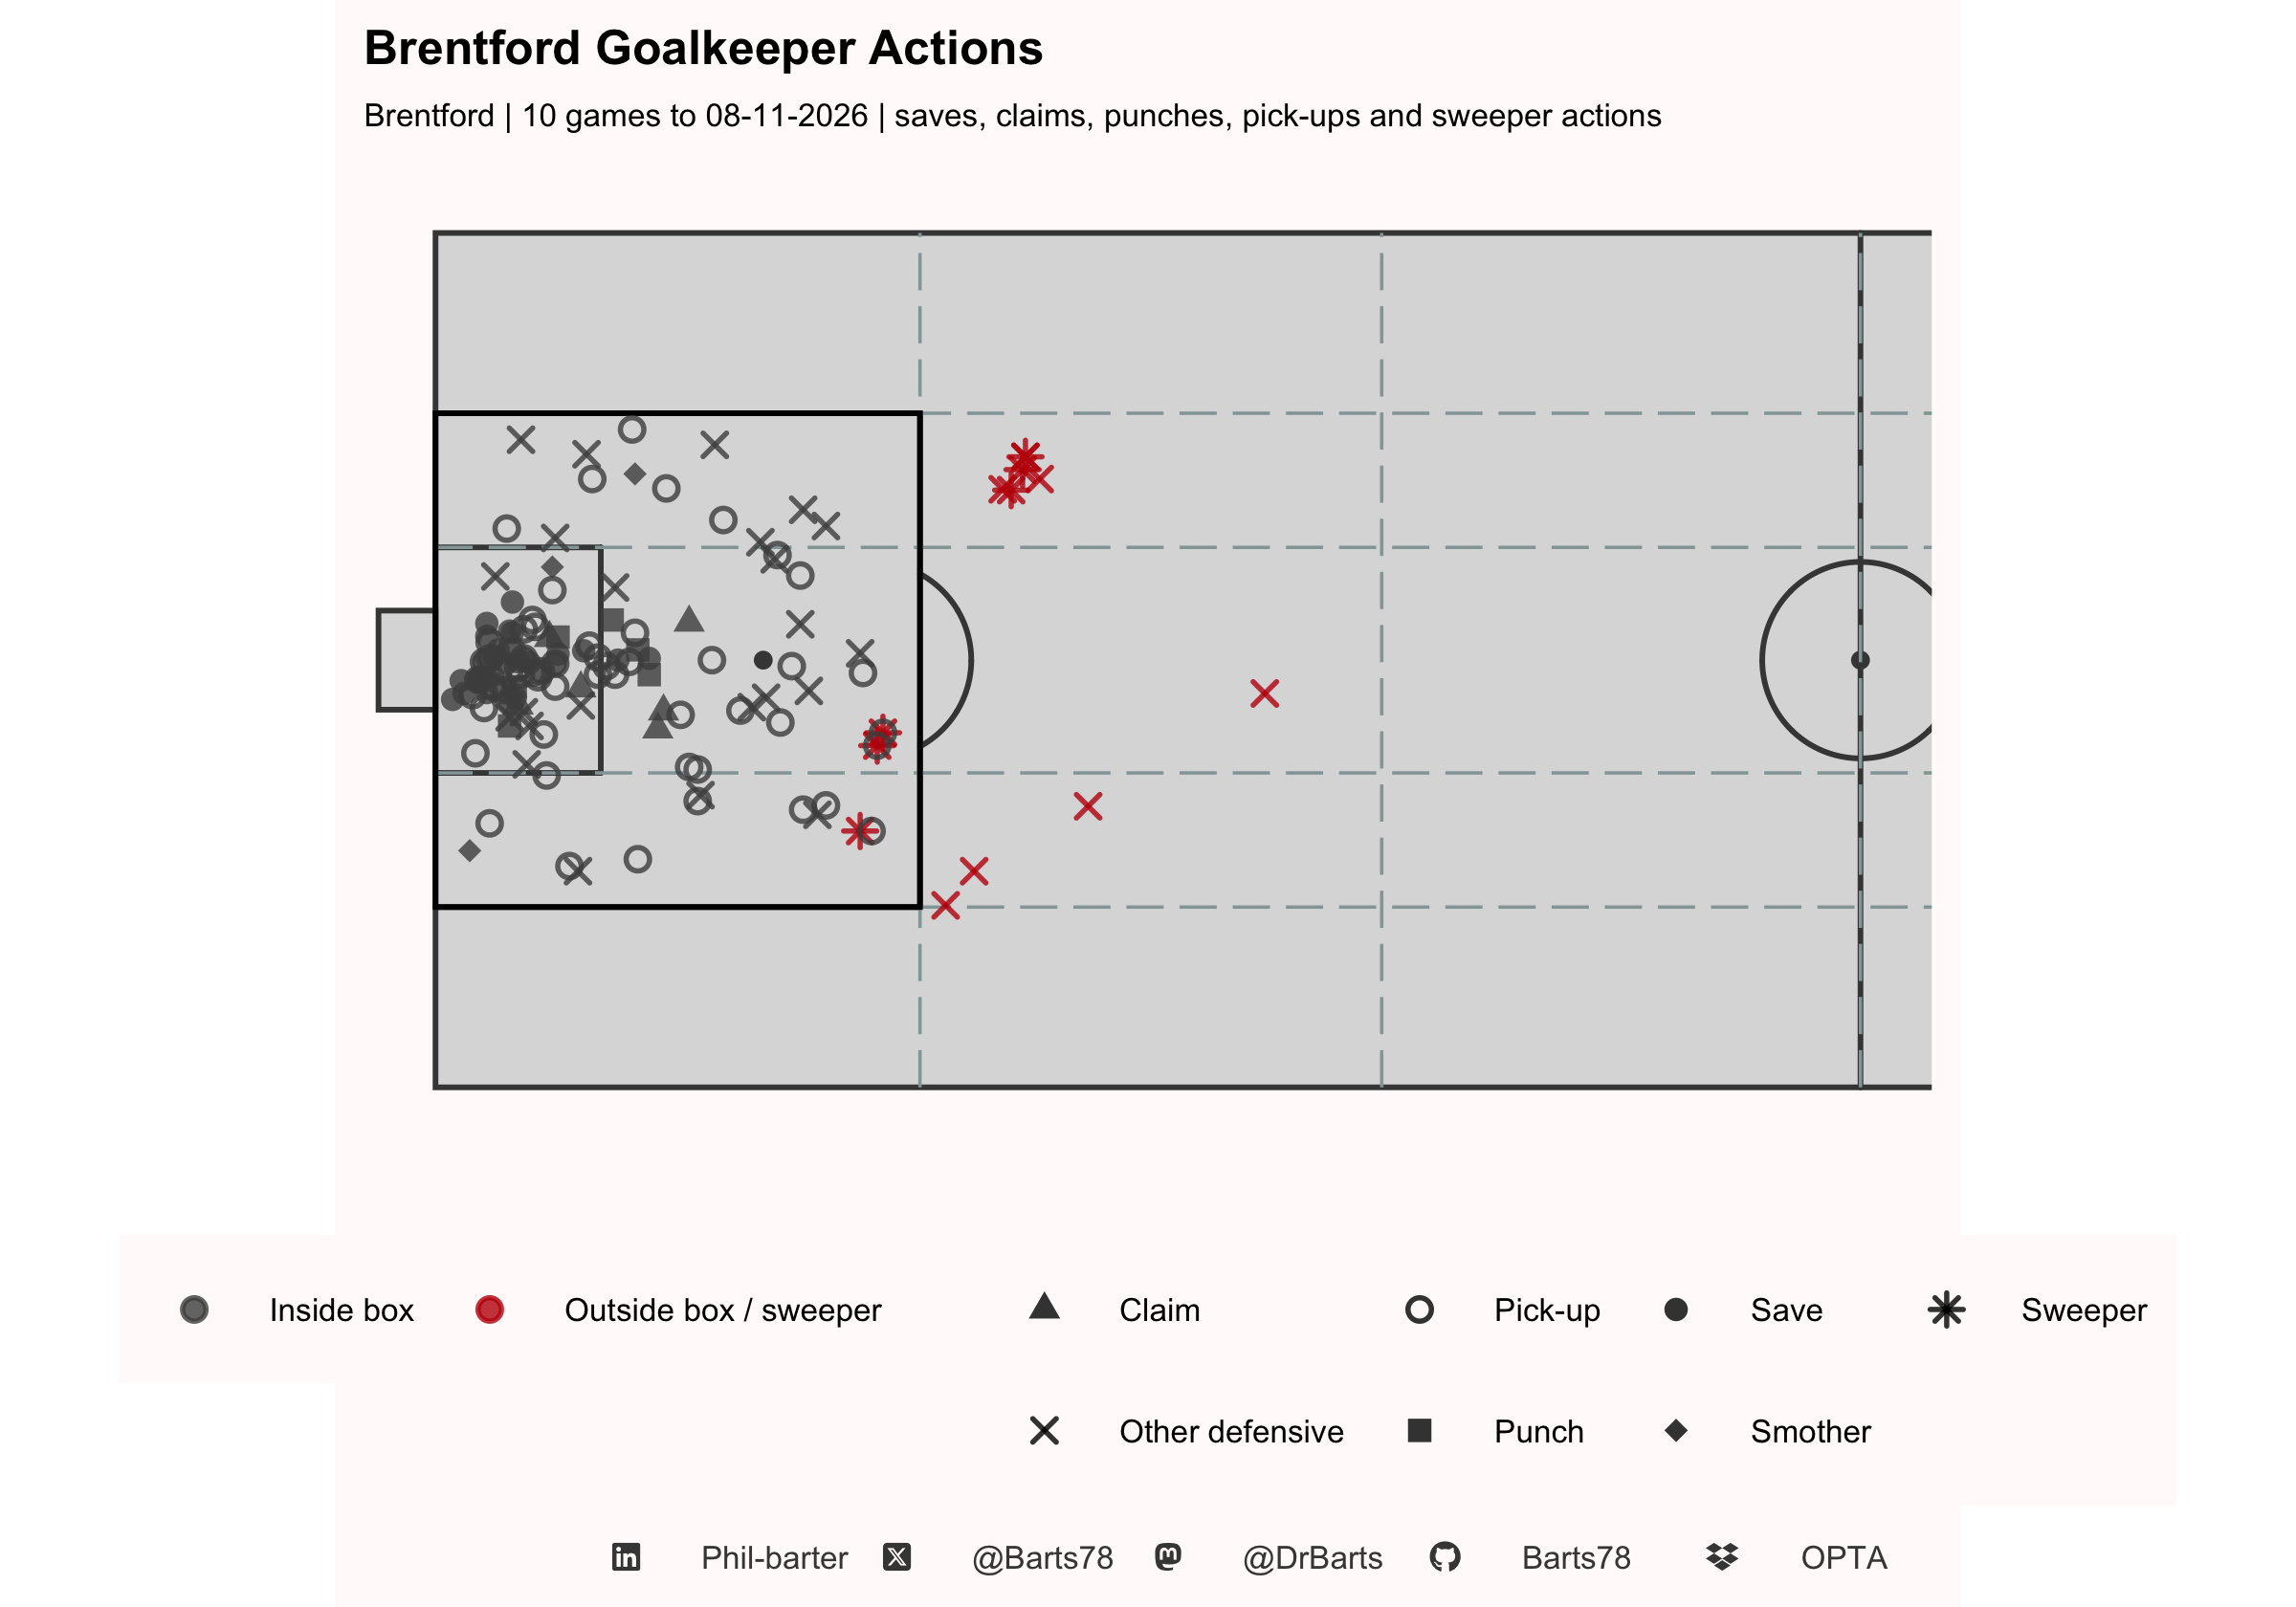 Brentford Goalkeeper Actions
Brentford | 10 games to 08-11-2026 | saves, claims, punches, pick-ups and sweeper actions
Inside box Outside box / sweeper Claim Pick-up Save Sweeper
Other defensive Punch Smother
Phil-barter @Barts78 @DrBarts Barts78 OPTA